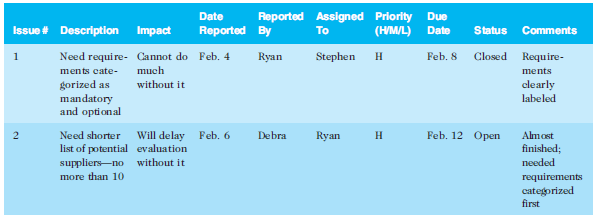 Date Reported Assigned Priority Due
Issue # Description Impact Reported By To (H/M/L) Date Status Comments
1 Need require- Cannot do Feb. 4 Ryan Stephen H Feb. 8 Closed Require-
ments cate- much ments
gorized as without it clearly
mandatory labeled
and optional
2 Need shorter Will delay Feb. 6 Debra Ryan H Feb. 12 Open Almost
list of potential evaluation finished;
suppliers—no without it needed
more than 10 requirements
categorized
first